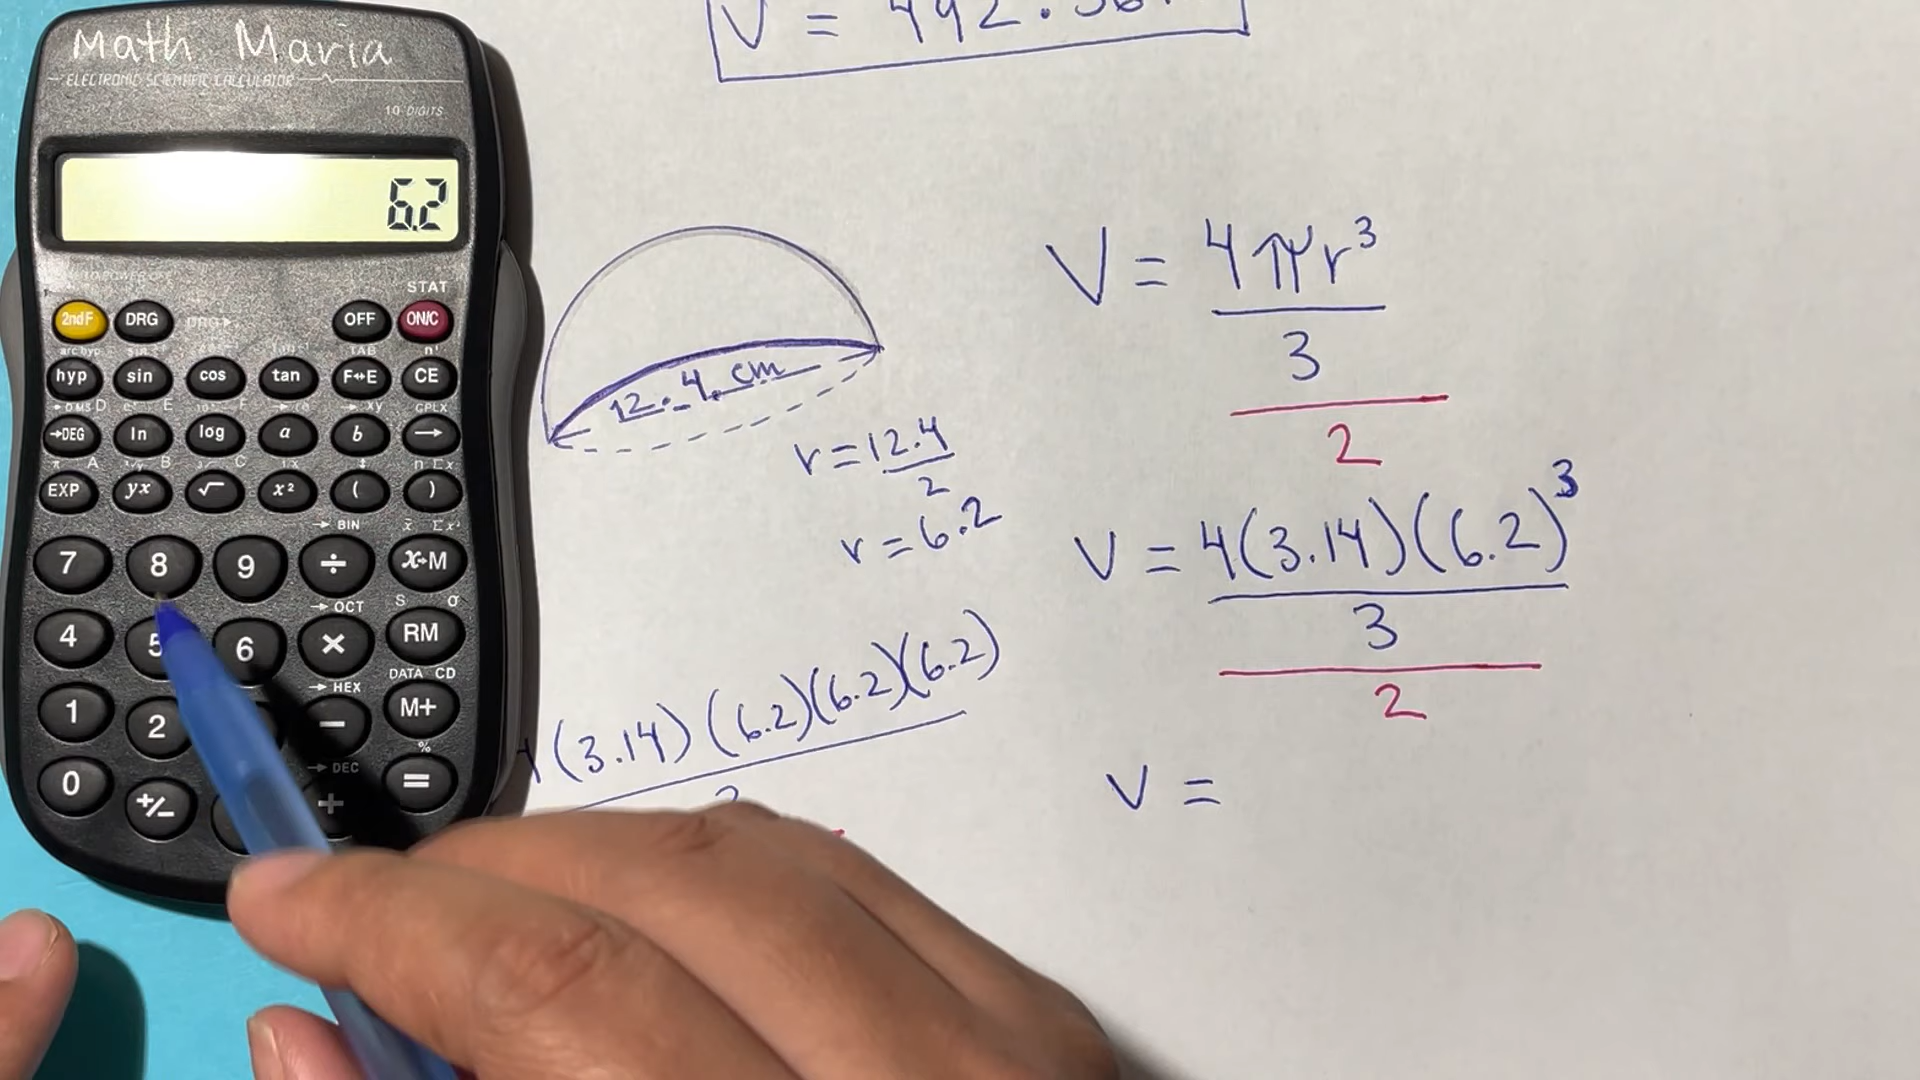 Math Maria
ELECTRONIC SCIENTIFIC CALCULATOR
10 DIGITS
6.2
STAT
2ndF DRG OFF ON/C
hyp sin cos tan F↔E CE
→DEG ln log a b →
EXP yx √ x² ( )
7 8 9 ÷ X→M
4 5 6 × RM
1 2 − M+
0 +/− + =
→ BIN
→ OCT
→ HEX
→ DEC
DATA CD
%
12.4 cm
r = 12.4
2
r = 6.2
(3.14) (6.2)(6.2)(6.2)
V = 4πr³
3
2
V = 4(3.14)(6.2)³
3
2
V =